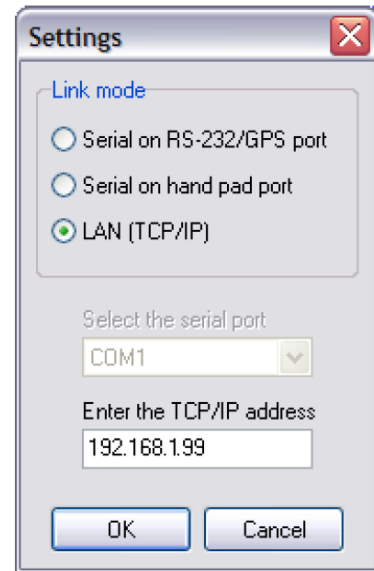 Settings
Link mode
Serial on RS-232/GPS port
Serial on hand pad port
LAN (TCP/IP)
Select the serial port
COM1
Enter the TCP/IP address
192.168.1.99
OK Cancel